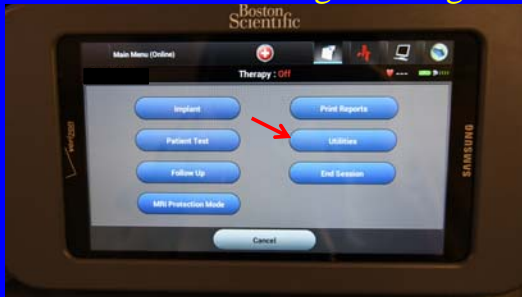 Boston
Scientific
Main Menu (Online)
Therapy : Off
---
Implant
Print Reports
Patient Test
Utilities
Follow Up
End Session
MRI Protection Mode
Cancel
verizon
SAMSUNG